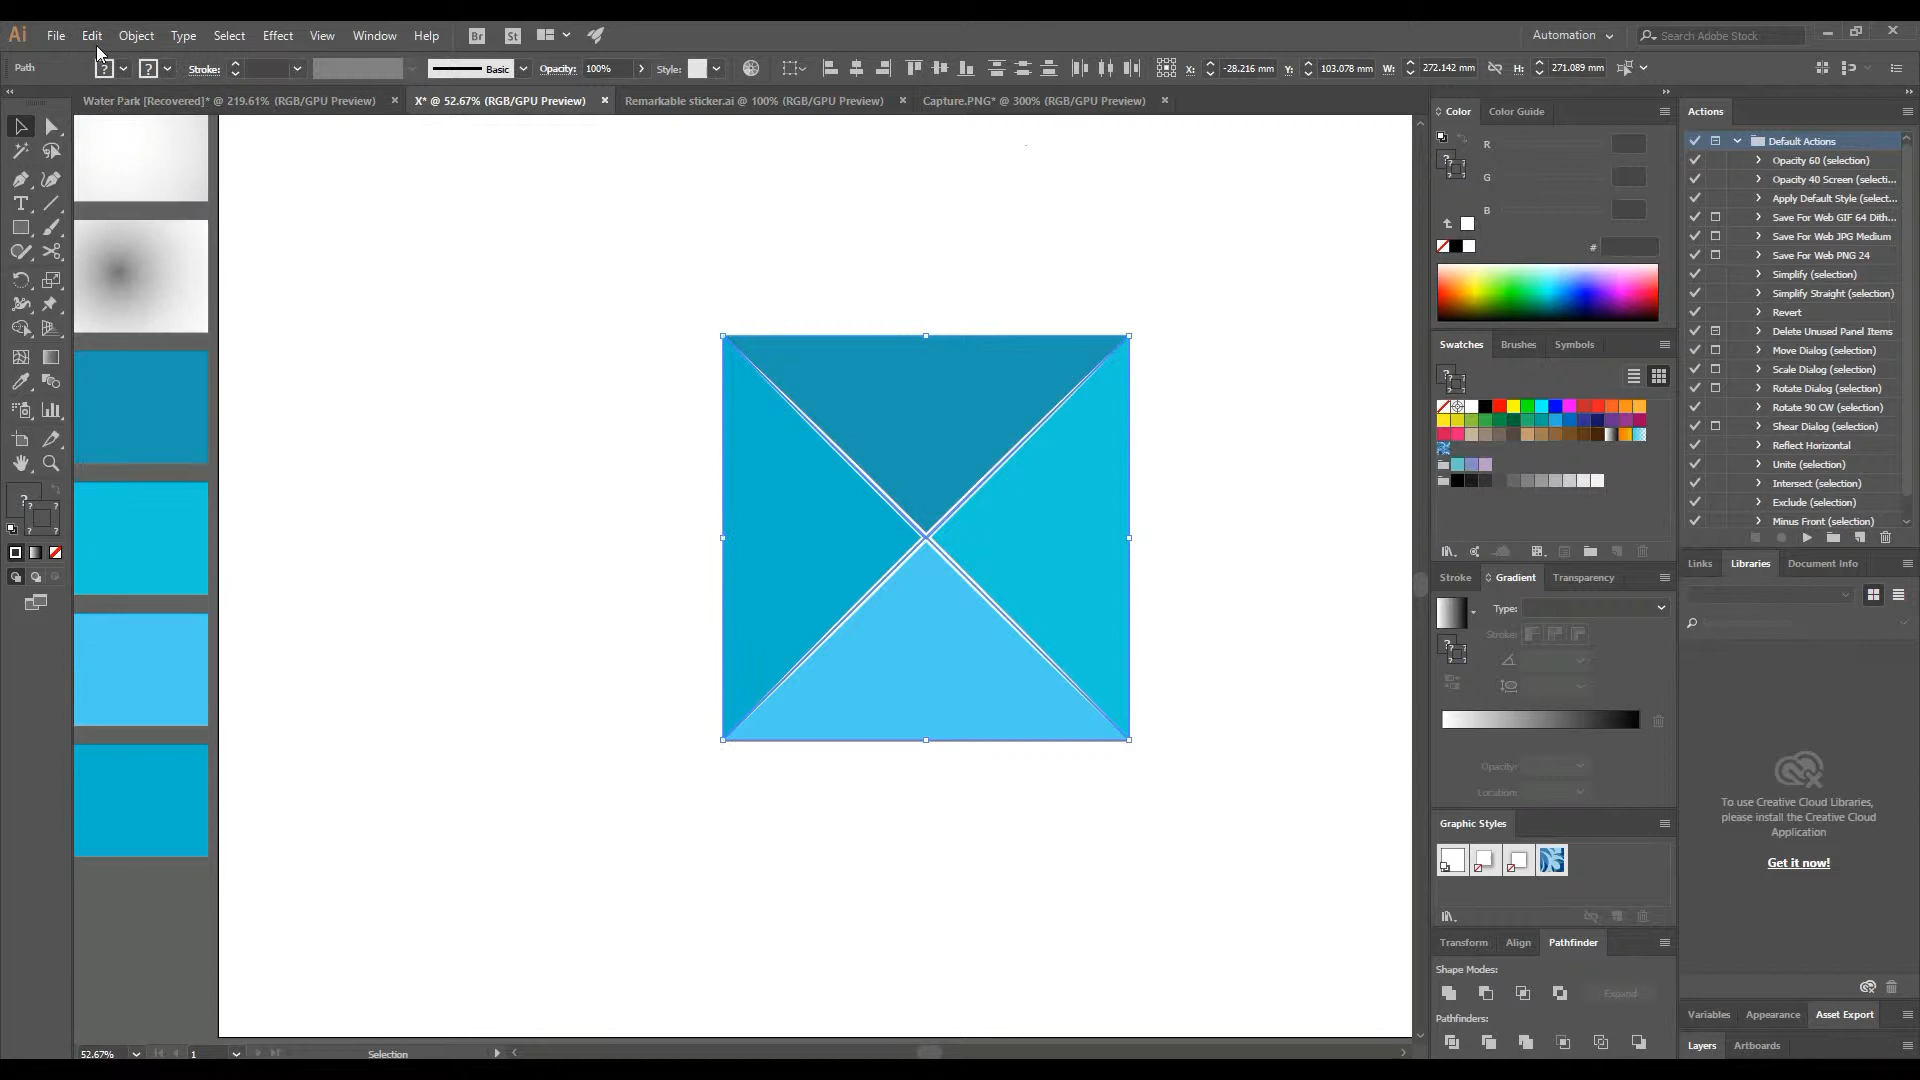 Ai File Edit Object Type Select Effect View Window Help Br St Automation Search Adobe Stock
Path ? ? Stroke: Basic Opacity: 100% Style: X: -28.216 mm Y: 103.078 mm W: 272.142 mm H: 271.089 mm
Water Park [Recovered]* @ 219.61% (RGB/GPU Preview) × X* @ 52.67% (RGB/GPU Preview) × Remarkable sticker.ai @ 100% (RGB/GPU Preview) × Capture.PNG* @ 300% (RGB/GPU Preview) ×
Color Color Guide
R
G
B
#
Swatches Brushes Symbols
Stroke Gradient Transparency
Type:
Stroke:
Opacity:
Location:
Graphic Styles
Transform Align Pathfinder
Shape Modes:
Expand
Pathfinders:
Actions
Default Actions
Opacity 60 (selection)
Opacity 40 Screen (selecti...
Apply Default Style (select...
Save For Web GIF 64 Dith...
Save For Web JPG Medium
Save For Web PNG 24
Simplify (selection)
Simplify Straight (selection)
Revert
Delete Unused Panel Items
Move Dialog (selection)
Scale Dialog (selection)
Rotate Dialog (selection)
Rotate 90 CW (selection)
Shear Dialog (selection)
Reflect Horizontal
Unite (selection)
Intersect (selection)
Exclude (selection)
Minus Front (selection)
Links Libraries Document Info
To use Creative Cloud Libraries,
please install the Creative Cloud
Application
Get it now!
Variables Appearance Asset Export
Layers Artboards
52.67% 1 Selection